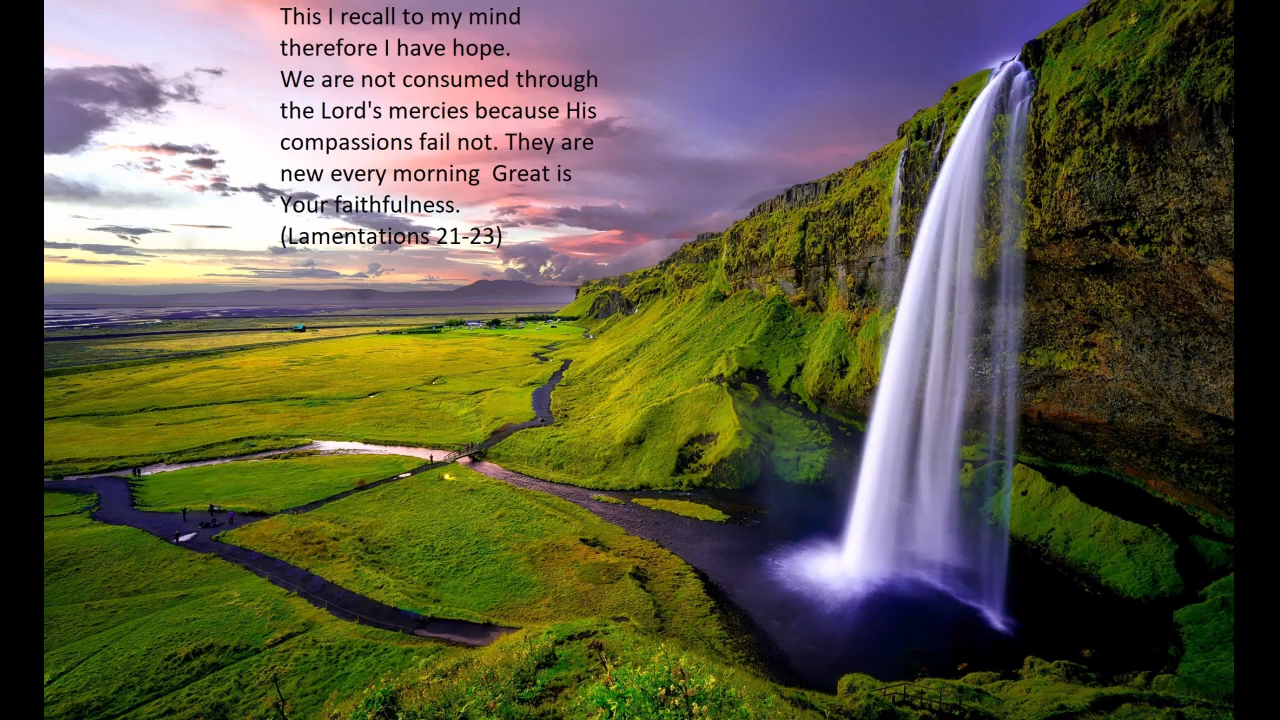 This I recall to my mind
therefore I have hope.
We are not consumed through
the Lord's mercies because His
compassions fail not. They are
new every morning  Great is
Your faithfulness.
(Lamentations 21-23)